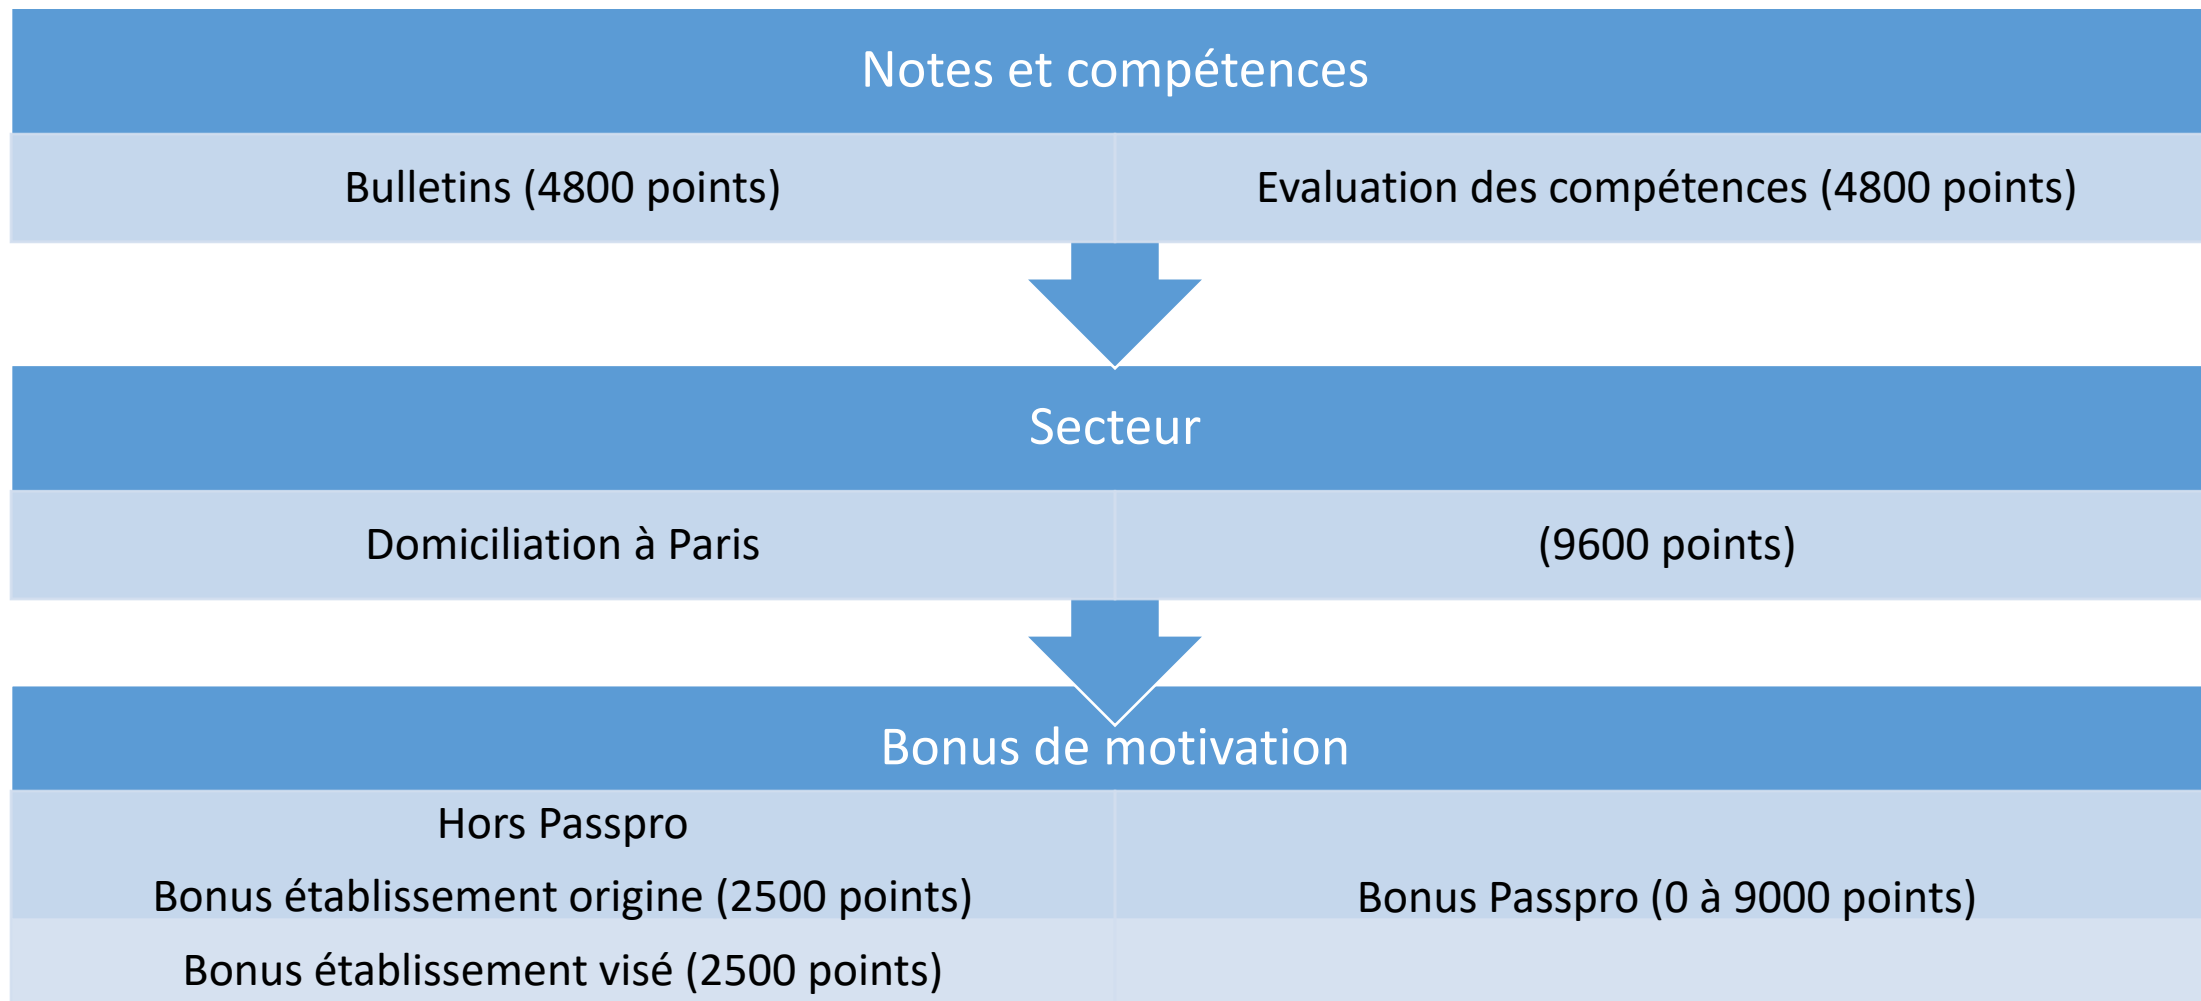 Notes et compétences
Bulletins (4800 points)
Evaluation des compétences (4800 points)
Secteur
Domiciliation à Paris
(9600 points)
Bonus de motivation
Hors Passpro
Bonus établissement origine (2500 points)
Bonus établissement visé (2500 points)
Bonus Passpro (0 à 9000 points)